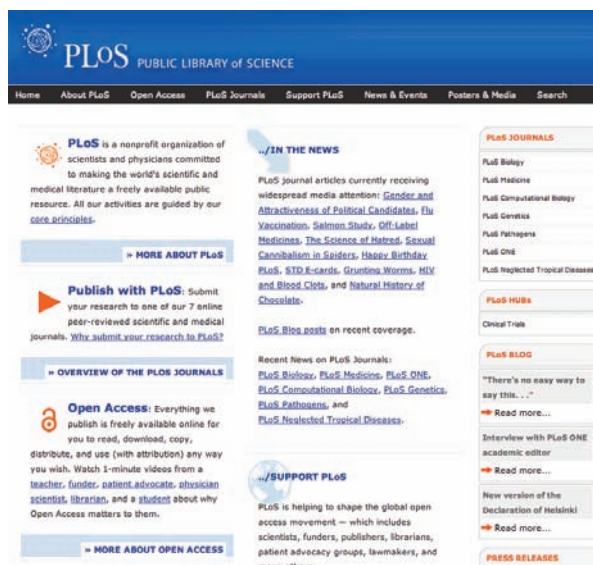 PLoS PUBLIC LIBRARY of SCIENCE
Home About PLoS Open Access PLoS Journals Support PLoS News & Events Posters & Media Search
PLoS is a nonprofit organization of
scientists and physicians committed
to making the world's scientific and
medical literature a freely available public
resource. All our activities are guided by our
core principles.
» MORE ABOUT PLoS
Publish with PLoS: Submit
your research to one of our 7 online
peer-reviewed scientific and medical
journals. Why submit your research to PLoS?
» OVERVIEW OF THE PLOS JOURNALS
Open Access: Everything we
publish is freely available online for
you to read, download, copy,
distribute, and use (with attribution) any way
you wish. Watch 1-minute videos from a
teacher, funder, patient advocate, physician
scientist, librarian, and a student about why
Open Access matters to them.
» MORE ABOUT OPEN ACCESS
../IN THE NEWS
PLoS journal articles currently receiving
widespread media attention: Gender and
Attractiveness of Political Candidates, Flu
Vaccination, Salmon Study, Off-Label
Medicines, The Science of Hatred, Sexual
Cannibalism in Spiders, Happy Birthday
PLoS, STD E-cards, Grunting Worms, HIV
and Blood Clots, and Natural History of
Chocolate.
PLoS Blog posts on recent coverage.
Recent News on PLoS Journals:
PLoS Biology, PLoS Medicine, PLoS ONE,
PLoS Computational Biology, PLoS Genetics,
PLoS Pathogens, and
PLoS Neglected Tropical Diseases.
../SUPPORT PLoS
PLoS is helping to shape the global open
access movement — which includes
scientists, funders, publishers, librarians,
patient advocacy groups, lawmakers, and
PLoS JOURNALS
PLoS Biology
PLoS Medicine
PLoS Computational Biology
PLoS Genetics
PLoS Pathogens
PLoS ONE
PLoS Neglected Tropical Diseases
PLoS HUBs
Clinical Trials
PLoS BLOG
"There's no easy way to
say this. . ."
Read more...
Interview with PLoS ONE
academic editor
Read more...
New version of the
Declaration of Helsinki
Read more...
PRESS RELEASES